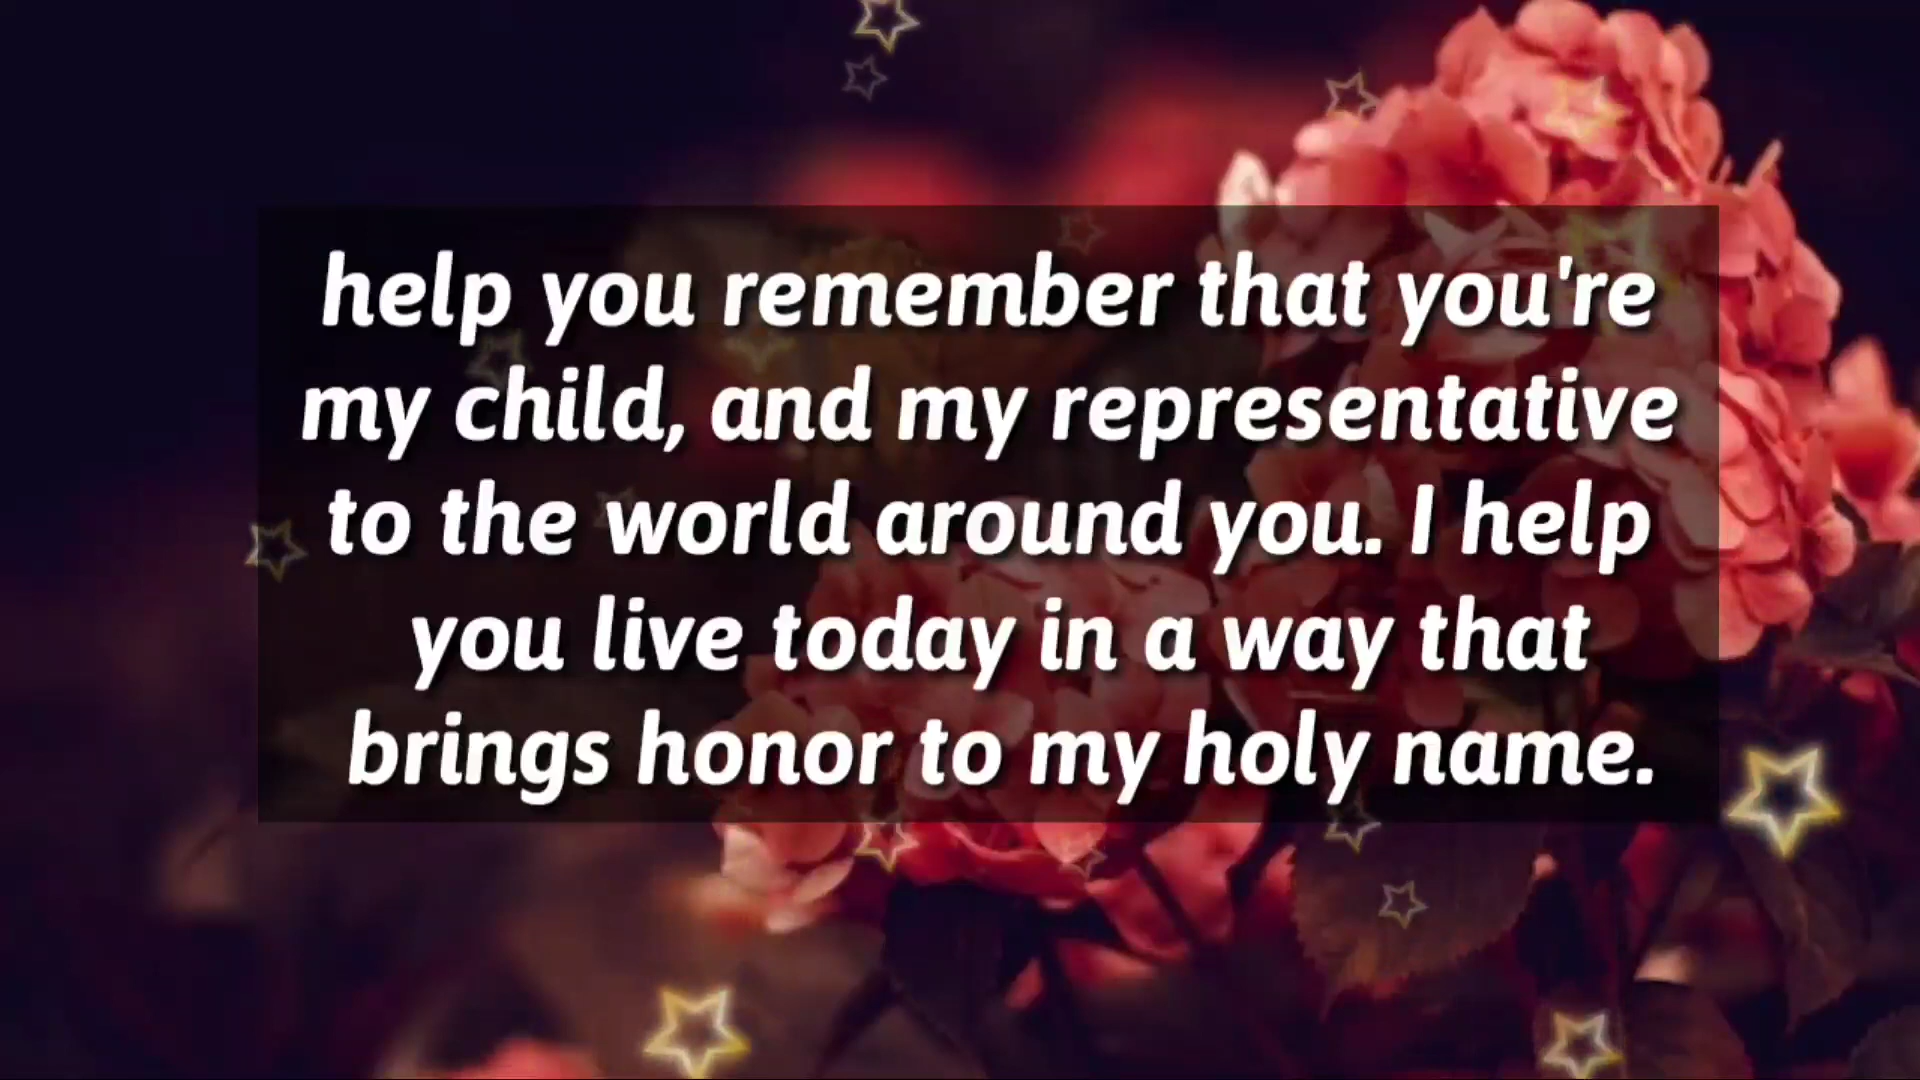 help you remember that you're
my child, and my representative
to the world around you. I help
you live today in a way that
brings honor to my holy name.